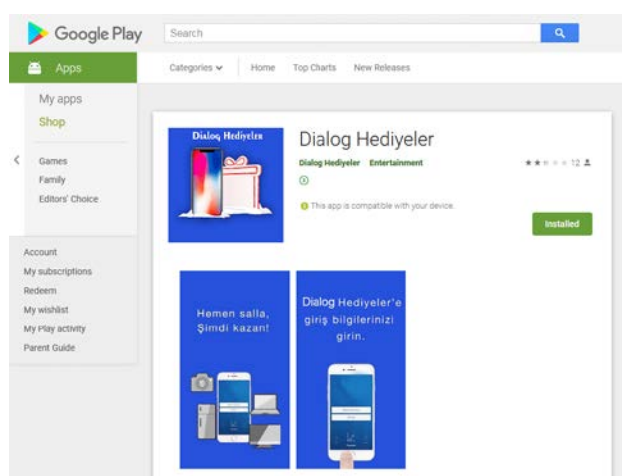 Google Play
Search
Apps
Categories
Home
Top Charts
New Releases
My apps
Shop
Games
Family
Editors' Choice
Account
My subscriptions
Redeem
My wishlist
My Play activity
Parent Guide
Dialog Hediyeler
Dialog Hediyeler
Dialog Hediyeler Entertainment
12
This app is compatible with your device.
Installed
Hemen salla,
Şimdi kazan!
Dialog Hediyeler'e
giriş bilgilerinizi
girin.